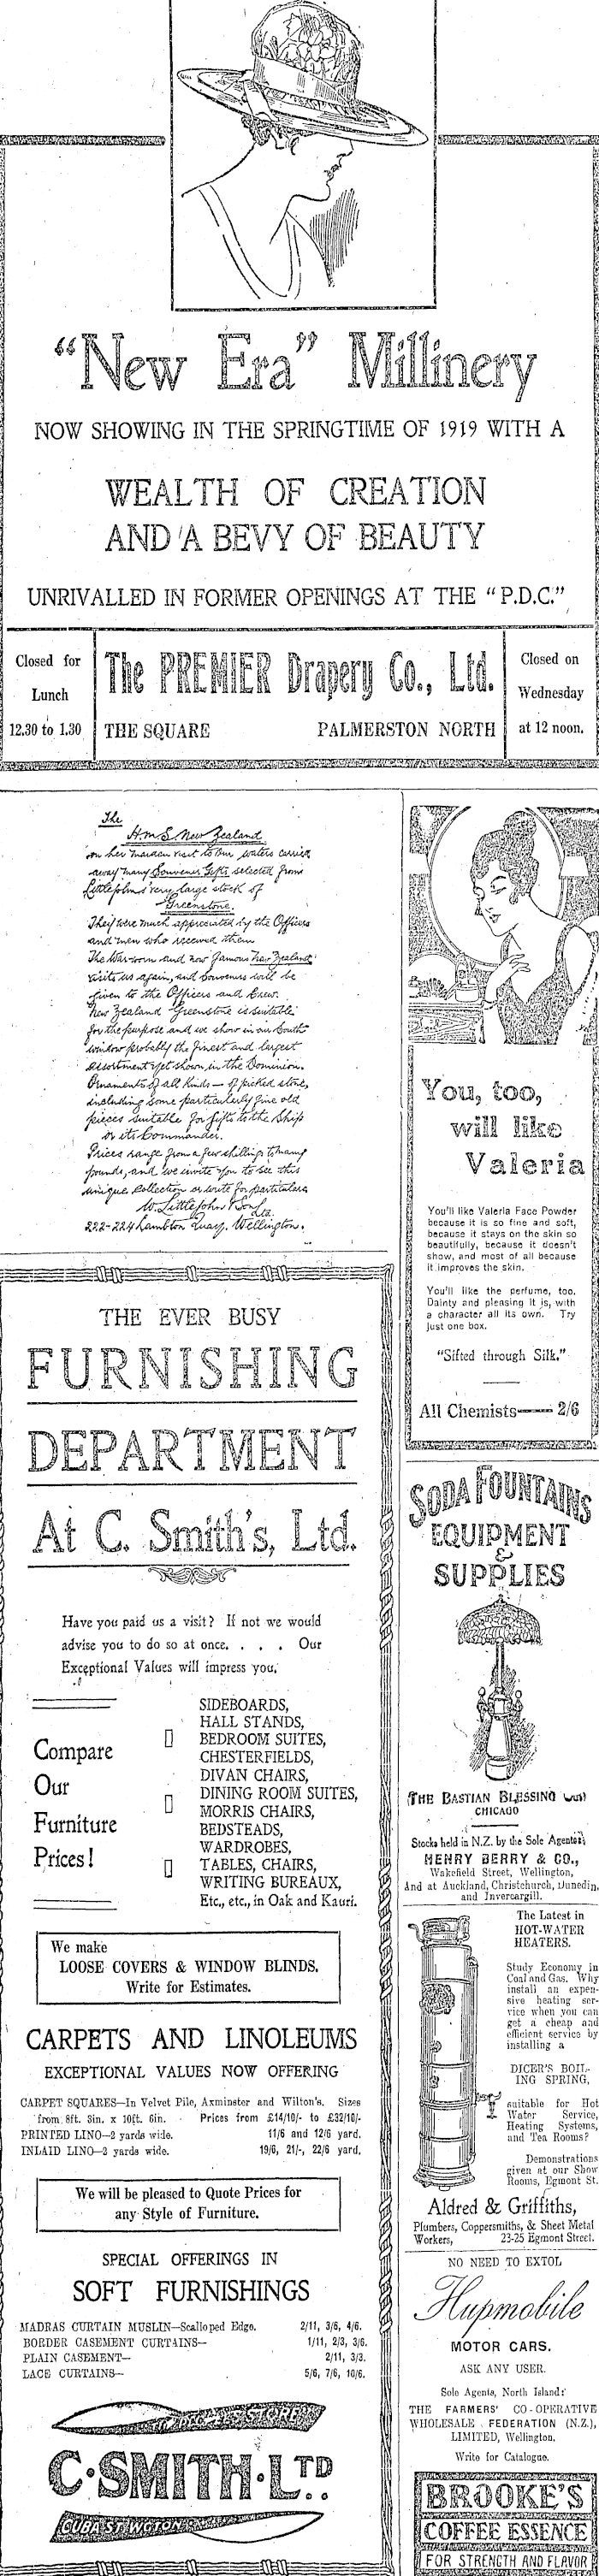 "New Era" Millinery
NOW SHOWING IN THE SPRINGTIME OF 1919 WITH A
WEALTH OF CREATION
AND A BEVY OF BEAUTY
UNRIVALLED IN FORMER OPENINGS AT THE "P.D.C."
Closed for
Lunch
12.30 to 1.30
The PREMIER Drapery Co., Ltd.
THE SQUARE PALMERSTON NORTH
Closed on
Wednesday
at 12 noon.
The
H.M.S. New Zealand
on her maiden visit to these waters carried
away many Souvenir Gifts selected from
Littlejohns' very large stock of
Greenstone.
They were much appreciated by the Officers
and men who received them
The War-worn and now famous New Zealand
visits us again, and Souvenirs will be
given to the Officers and Crew.
New Zealand Greenstone is suitable
for the purpose and we show in our South
window probably the finest and largest
assortment yet shown in the Dominion.
Ornaments of all kinds — of picked stone,
including some particularly fine old
pieces suitable for gifts to the Ship
or its Commander.
Prices range from a few shillings to many
pounds, and we invite you to see this
unique collection or write for particulars
W. Littlejohn & Son Ltd.
222-224 Lambton Quay, Wellington.
THE EVER BUSY
FURNISHING
DEPARTMENT
At C. Smith's, Ltd.
Have you paid us a visit? If not we would
advise you to do so at once. . . . Our
Exceptional Values will impress you.
Compare
Our
Furniture
Prices!
SIDEBOARDS,
HALL STANDS,
BEDROOM SUITES,
CHESTERFIELDS,
DIVAN CHAIRS,
DINING ROOM SUITES,
MORRIS CHAIRS,
BEDSTEADS,
WARDROBES,
TABLES, CHAIRS,
WRITING BUREAUX,
Etc., etc., in Oak and Kauri.
We make
LOOSE COVERS & WINDOW BLINDS.
Write for Estimates.
CARPETS AND LINOLEUMS
EXCEPTIONAL VALUES NOW OFFERING
CARPET SQUARES—In Velvet Pile, Axminster and Wilton's. Sizes
from 8ft. 3in. x 10ft. 6in. Prices from £14/10/- to £32/10/-
PRINTED LINO—2 yards wide. 11/6 and 12/6 yard.
INLAID LINO—2 yards wide. 19/6, 21/-, 22/6 yard.
We will be pleased to Quote Prices for
any Style of Furniture.
SPECIAL OFFERINGS IN
SOFT FURNISHINGS
MADRAS CURTAIN MUSLIN—Scalloped Edge. 2/11, 3/6, 4/6.
BORDER CASEMENT CURTAINS— 1/11, 2/3, 3/6.
PLAIN CASEMENT— 2/11, 3/3.
LACE CURTAINS— 5/6, 7/6, 10/6.
THE PEOPLE'S STORE
C. SMITH LTD.
CUBA ST WGTON
You, too,
will like
Valeria
You'll like Valeria Face Powder
because it is so fine and soft,
because it stays on the skin so
beautifully, because it doesn't
show, and most of all because
it improves the skin.
You'll like the perfume, too.
Dainty and pleasing it is, with
a character all its own. Try
just one box.
"Sifted through Silk."
All Chemists—2/6
SODA FOUNTAINS
EQUIPMENT
&
SUPPLIES
THE BASTIAN BLESSING
CHICAGO
Stocks held in N.Z. by the Sole Agents:
HENRY BERRY & CO.,
Wakefield Street, Wellington,
And at Auckland, Christchurch, Dunedin,
and Invercargill.
The Latest in
HOT-WATER
HEATERS.
Study Economy in
Coal and Gas. Why
install an expen-
sive heating ser-
vice when you can
get a cheap and
efficient service by
installing a
DICER'S BOIL-
ING SPRING,
suitable for Hot
Water Service,
Heating Systems,
and Tea Rooms?
Demonstrations
given at our Show
Rooms, Egmont St.
Aldred & Griffiths,
Plumbers, Coppersmiths, & Sheet Metal
Workers, 23-25 Egmont Street.
NO NEED TO EXTOL
Hupmobile
MOTOR CARS.
ASK ANY USER.
Sole Agents, North Island:
THE FARMERS' CO-OPERATIVE
WHOLESALE FEDERATION (N.Z.),
LIMITED, Wellington.
Write for Catalogue.
BROOKE'S
COFFEE ESSENCE
FOR STRENGTH AND FLAVOR